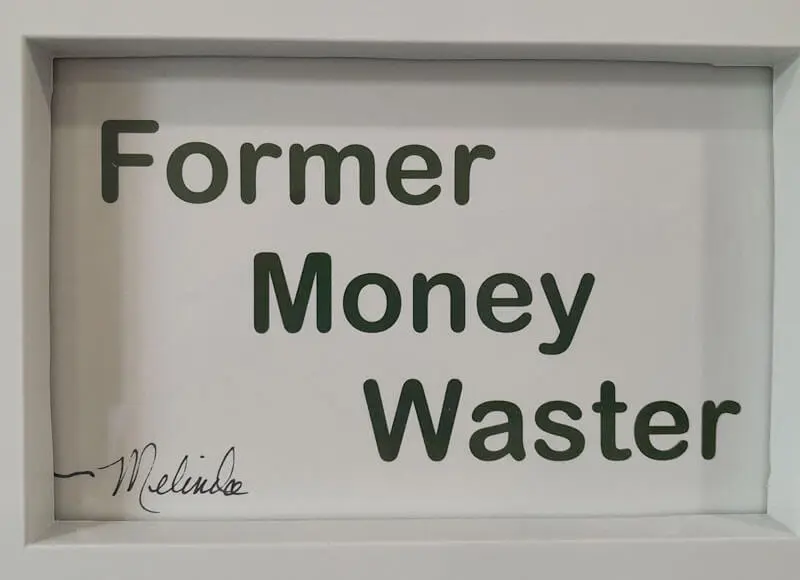 Former
Money
Waster
— Melinda